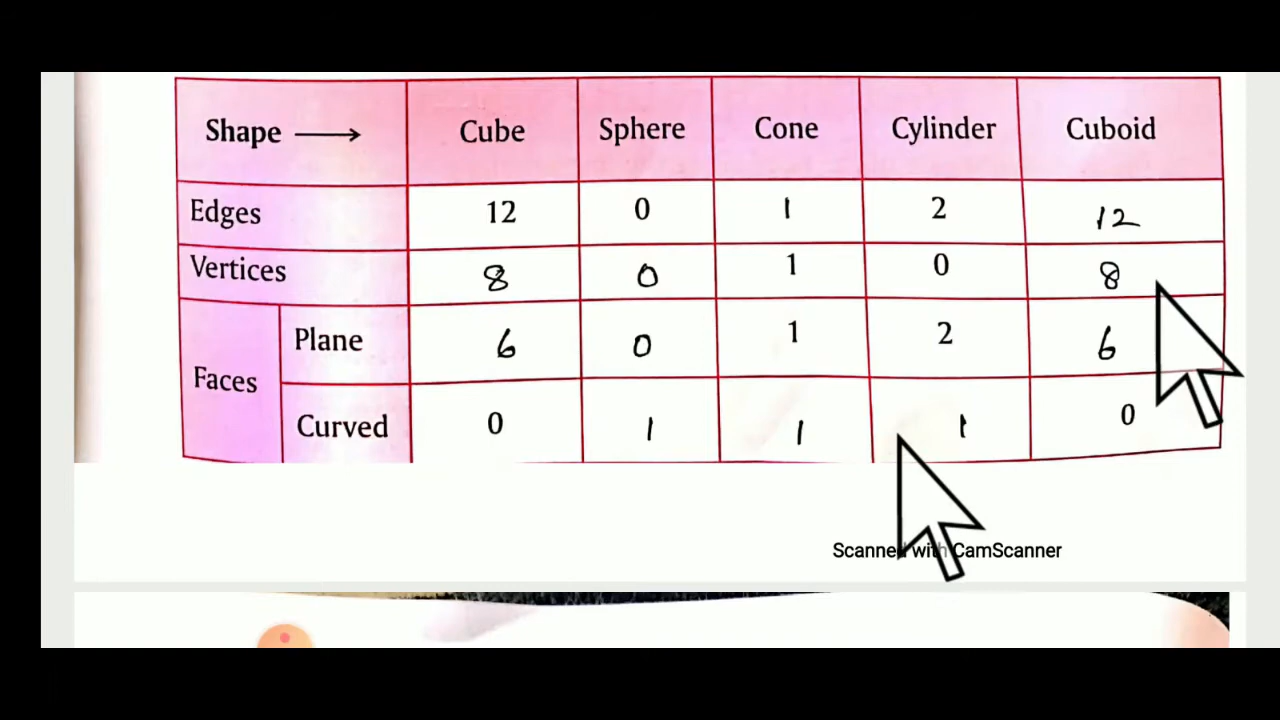 Shape → Cube Sphere Cone Cylinder Cuboid
Edges 12 0 1 2 12
Vertices 8 0 1 0 8
Faces Plane 6 0 1 2 6
Curved 0 1 1 1 0
Scanned with CamScanner